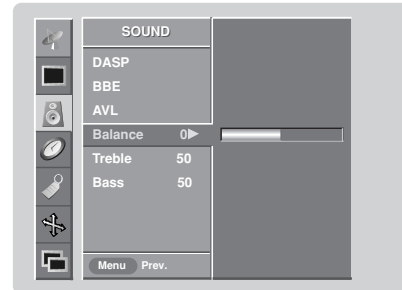 SOUND
DASP
BBE
AVL
Balance 0▶
Treble 50
Bass 50
Menu Prev.